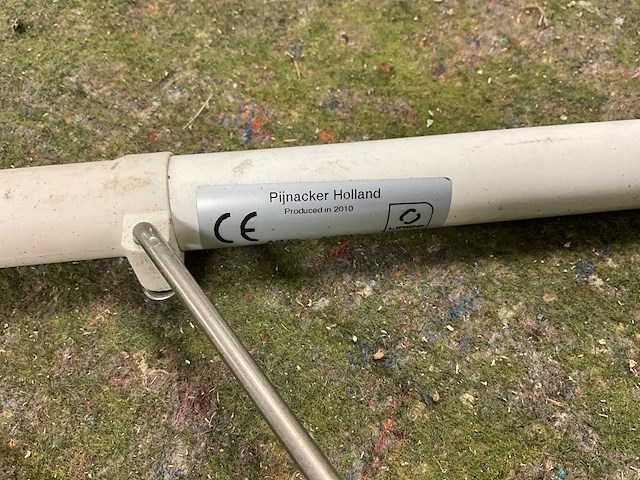 Pijnacker Holland
Produced in 2010
CE